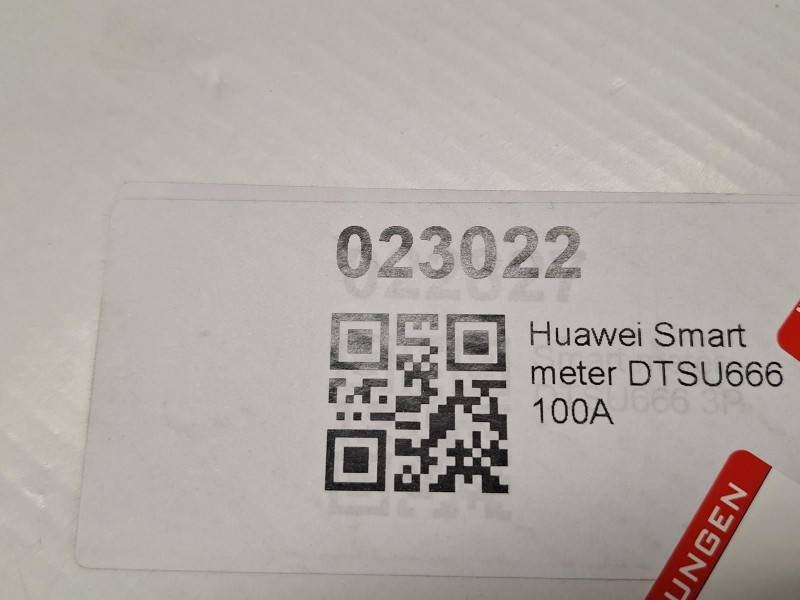 023022
Huawei Smart
meter DTSU666
100A
UNGEN